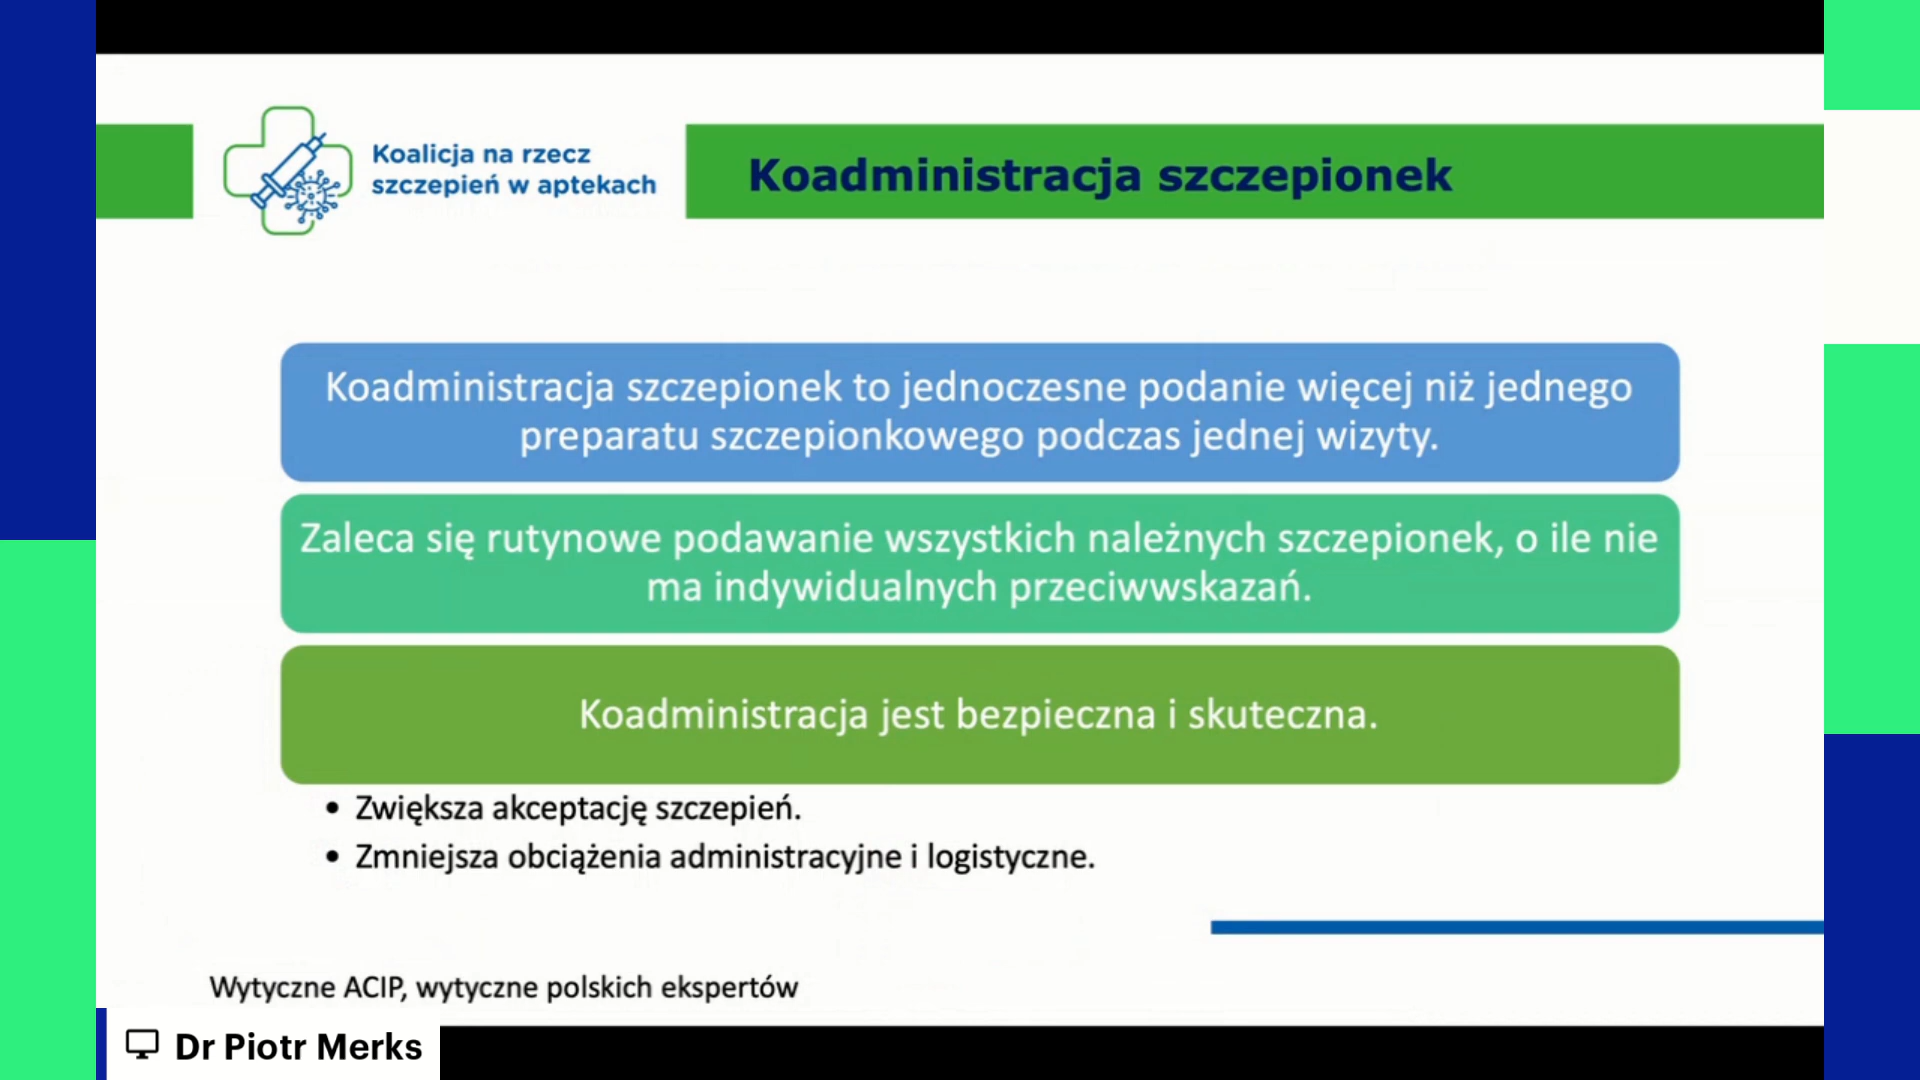 Koalicja na rzecz
szczepień w aptekach
Koadministracja szczepionek
Koadministracja szczepionek to jednoczesne podanie więcej niż jednego
preparatu szczepionkowego podczas jednej wizyty.
Zaleca się rutynowe podawanie wszystkich należnych szczepionek, o ile nie
ma indywidualnych przeciwwskazań.
Koadministracja jest bezpieczna i skuteczna.
• Zwiększa akceptację szczepień.
• Zmniejsza obciążenia administracyjne i logistyczne.
Wytyczne ACIP, wytyczne polskich ekspertów
Dr Piotr Merks